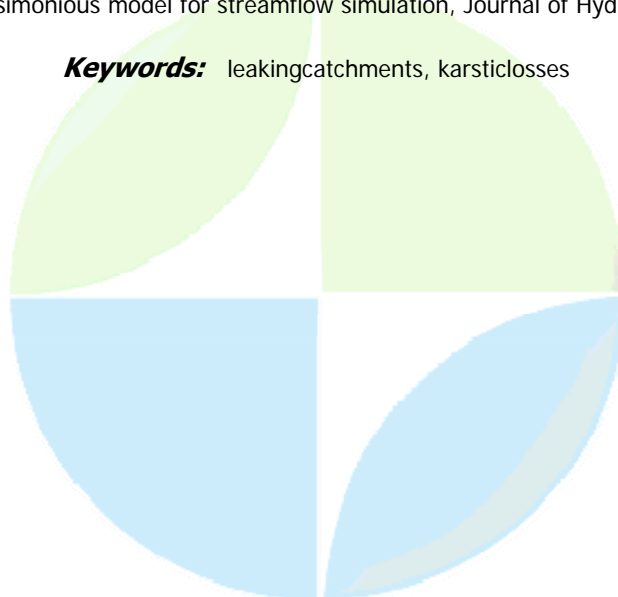 simonious model for streamflow simulation, Journal of Hyd
Keywords: leakingcatchments, karsticlosses